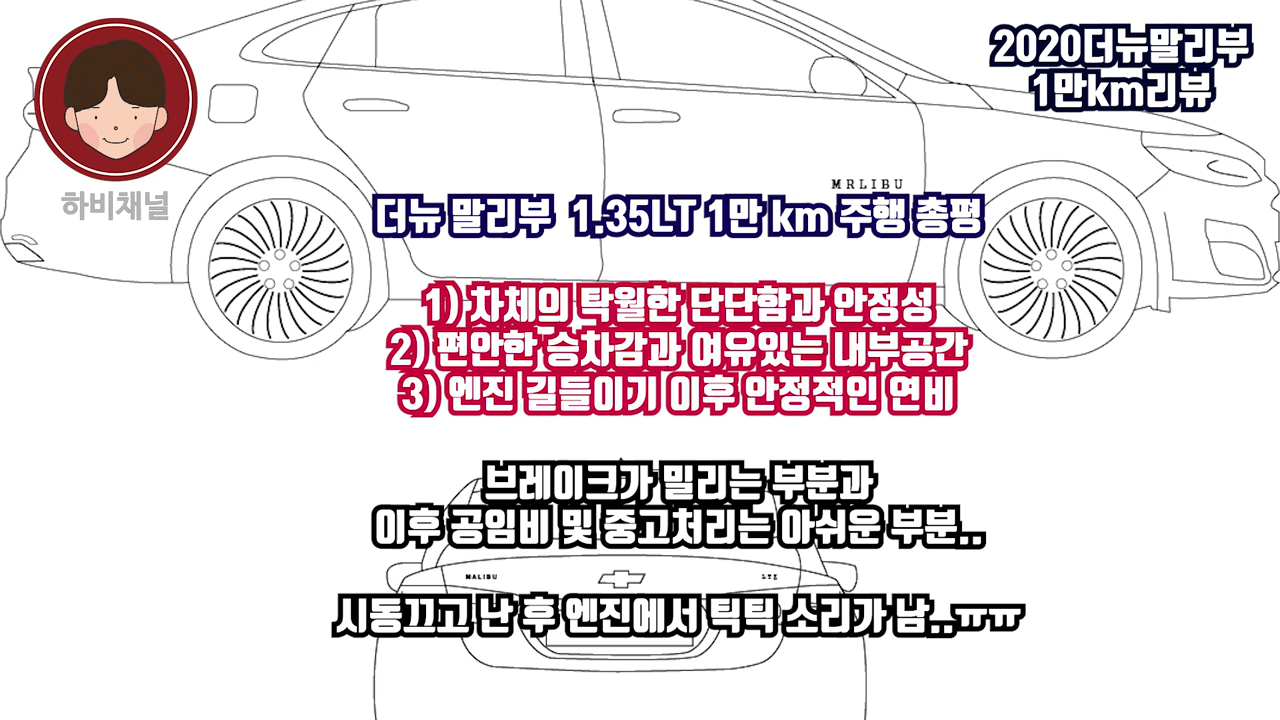 2020더뉴말리부
1만km리뷰
하비채널
MRLIBU
더뉴 말리부 1.35LT 1만 km 주행 총평
1) 차체의 탁월한 단단함과 안정성
2) 편안한 승차감과 여유있는 내부공간
3) 엔진 길들이기 이후 안정적인 연비
브레이크가 밀리는 부분과
이후 공임비 및 중고처리는 아쉬운 부분..
MALIBU
LTZ
시동끄고 난 후 엔진에서 틱틱 소리가 남..ㅠㅠ